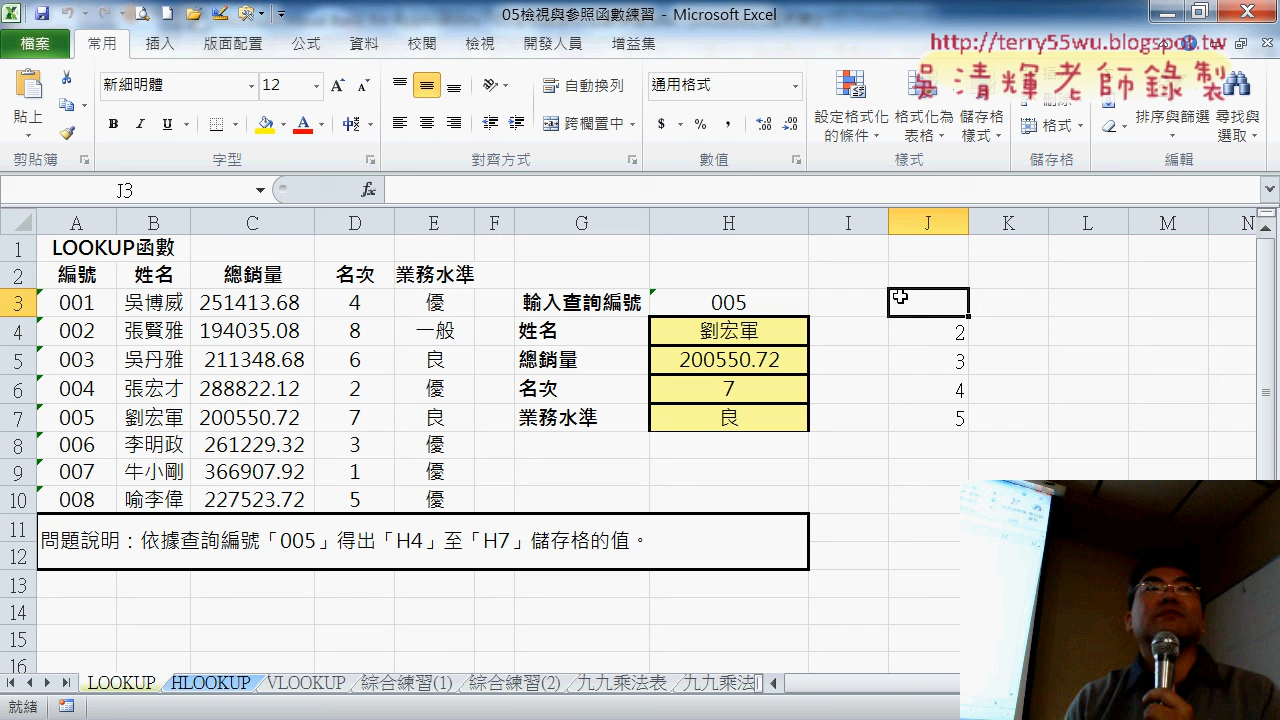 05檢視與參照函數練習 - Microsoft Excel
檔案 常用 插入 版面配置 公式 資料 校閱 檢視 開發人員 增益集
http://terry55wu.blogspot.tw
吳清輝老師錄製
新細明體 12 自動換列 通用格式
貼上 B I U 中 跨欄置中 $ % , 設定格式化的條件 格式化為表格 儲存格樣式 格式 排序與篩選 尋找與選取
剪貼簿 字型 對齊方式 數值 樣式 儲存格 編輯
J3 fx
A B C D E F G H I J K L M N
1 LOOKUP函數
2 編號 姓名 總銷量 名次 業務水準
3 001 吳博威 251413.68 4 優 輸入查詢編號 005
4 002 張賢雅 194035.08 8 一般 姓名 劉宏軍 2
5 003 吳丹雅 211348.68 6 良 總銷量 200550.72 3
6 004 張宏才 288822.12 2 優 名次 7 4
7 005 劉宏軍 200550.72 7 良 業務水準 良 5
8 006 李明政 261229.32 3 優
9 007 牛小剛 366907.92 1 優
10 008 喻李偉 227523.72 5 優
11 問題說明：依據查詢編號「005」得出「H4」至「H7」儲存格的值。
12
13
14
15
16
LOOKUP HLOOKUP VLOOKUP 綜合練習(1) 綜合練習(2) 九九乘法表 九九乘法
就緒